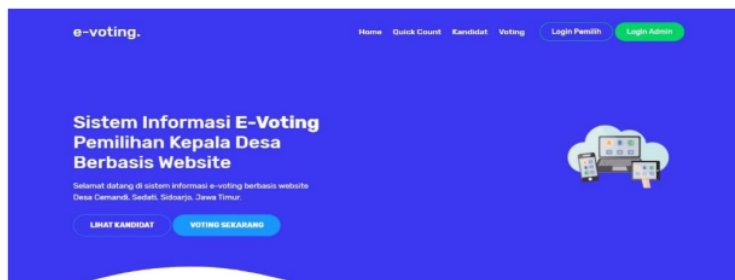 e-voting.
Home Quick Count Kandidat Voting Login Pemilih Login Admin
Sistem Informasi E-Voting
Pemilihan Kepala Desa
Berbasis Website
Selamat datang di sistem informasi e-voting berbasis website
Desa Cemandi, Sedati, Sidoarjo, Jawa Timur.
LIHAT KANDIDAT VOTING SEKARANG